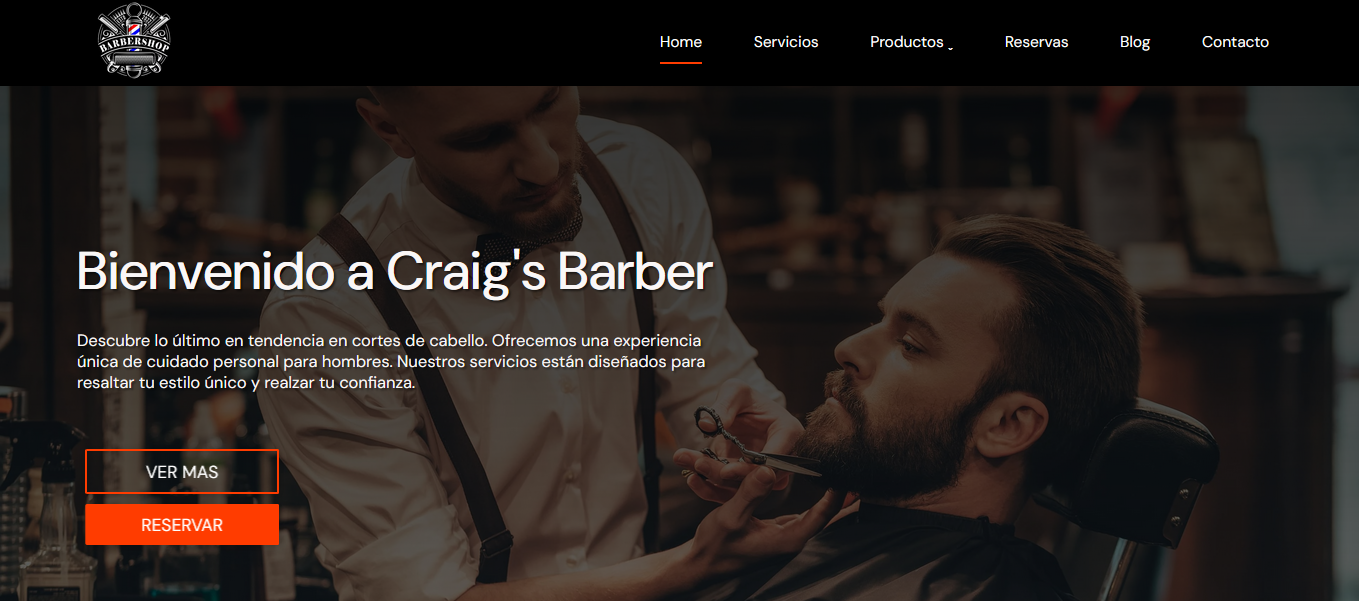 BARBERSHOP
Home
Servicios
Productos
Reservas
Blog
Contacto
Bienvenido a Craig's Barber
Descubre lo último en tendencia en cortes de cabello. Ofrecemos una experiencia
única de cuidado personal para hombres. Nuestros servicios están diseñados para
resaltar tu estilo único y realzar tu confianza.
VER MAS
RESERVAR